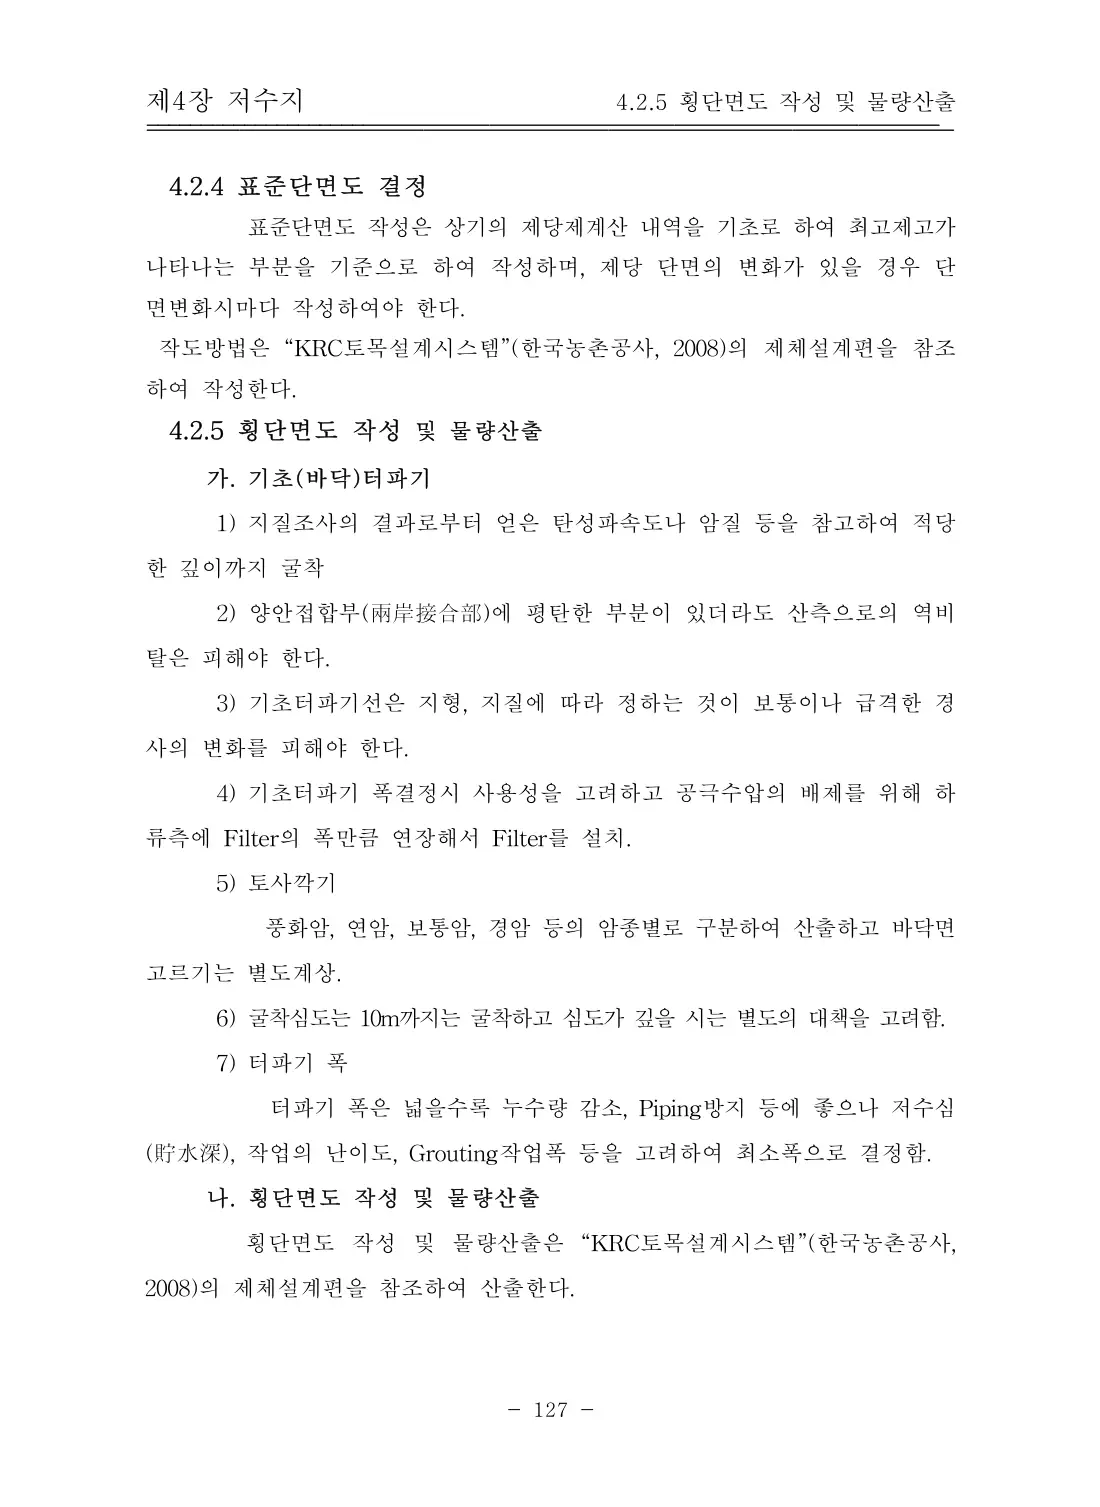 제4장 저수지
4.2.5 횡단면도 작성 및 물량산출
4.2.4 표준단면도 결정
표준단면도 작성은 상기의 제당제계산 내역을 기초로 하여 최고제고가
나타나는 부분을 기준으로 하여 작성하며, 제당 단면의 변화가 있을 경우 단
면변화시마다 작성하여야 한다.
작도방법은 “KRC토목설계시스템”(한국농촌공사, 2008)의 제체설계편을 참조
하여 작성한다.
4.2.5 횡단면도 작성 및 물량산출
가. 기초(바닥)터파기
1) 지질조사의 결과로부터 얻은 탄성파속도나 암질 등을 참고하여 적당
한 깊이까지 굴착
2) 양안접합부(兩岸接合部)에 평탄한 부분이 있더라도 산측으로의 역비
탈은 피해야 한다.
3) 기초터파기선은 지형, 지질에 따라 정하는 것이 보통이나 급격한 경
사의 변화를 피해야 한다.
4) 기초터파기 폭결정시 사용성을 고려하고 공극수압의 배제를 위해 하
류측에 Filter의 폭만큼 연장해서 Filter를 설치.
5) 토사깍기
풍화암, 연암, 보통암, 경암 등의 암종별로 구분하여 산출하고 바닥면
고르기는 별도계상.
6) 굴착심도는 10m까지는 굴착하고 심도가 깊을 시는 별도의 대책을 고려함.
7) 터파기 폭
터파기 폭은 넓을수록 누수량 감소, Piping방지 등에 좋으나 저수심
(貯水深), 작업의 난이도, Grouting작업폭 등을 고려하여 최소폭으로 결정함.
나. 횡단면도 작성 및 물량산출
횡단면도 작성 및 물량산출은 “KRC토목설계시스템”(한국농촌공사,
2008)의 제체설계편을 참조하여 산출한다.
- 127 -